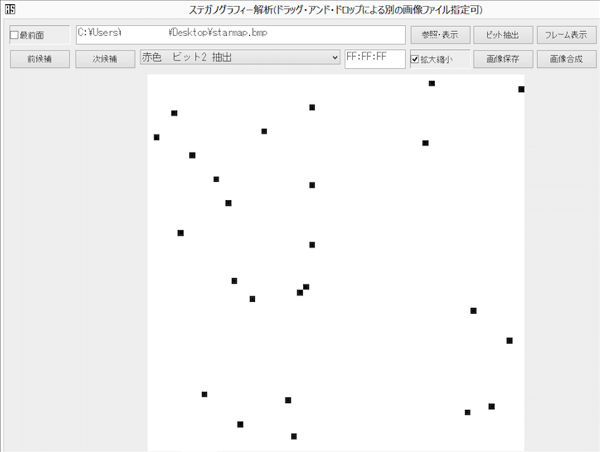 ステガノグラフィー解析(ドラッグ・アンド・ドロップによる別の画像ファイル指定可)
最前面 C:¥Users¥ ¥Desktop¥starmap.bmp 参照・表示 ビット抽出 フレーム表示
前候補 次候補 赤色 ビット2 抽出 FF:FF:FF 拡大縮小 画像保存 画像合成